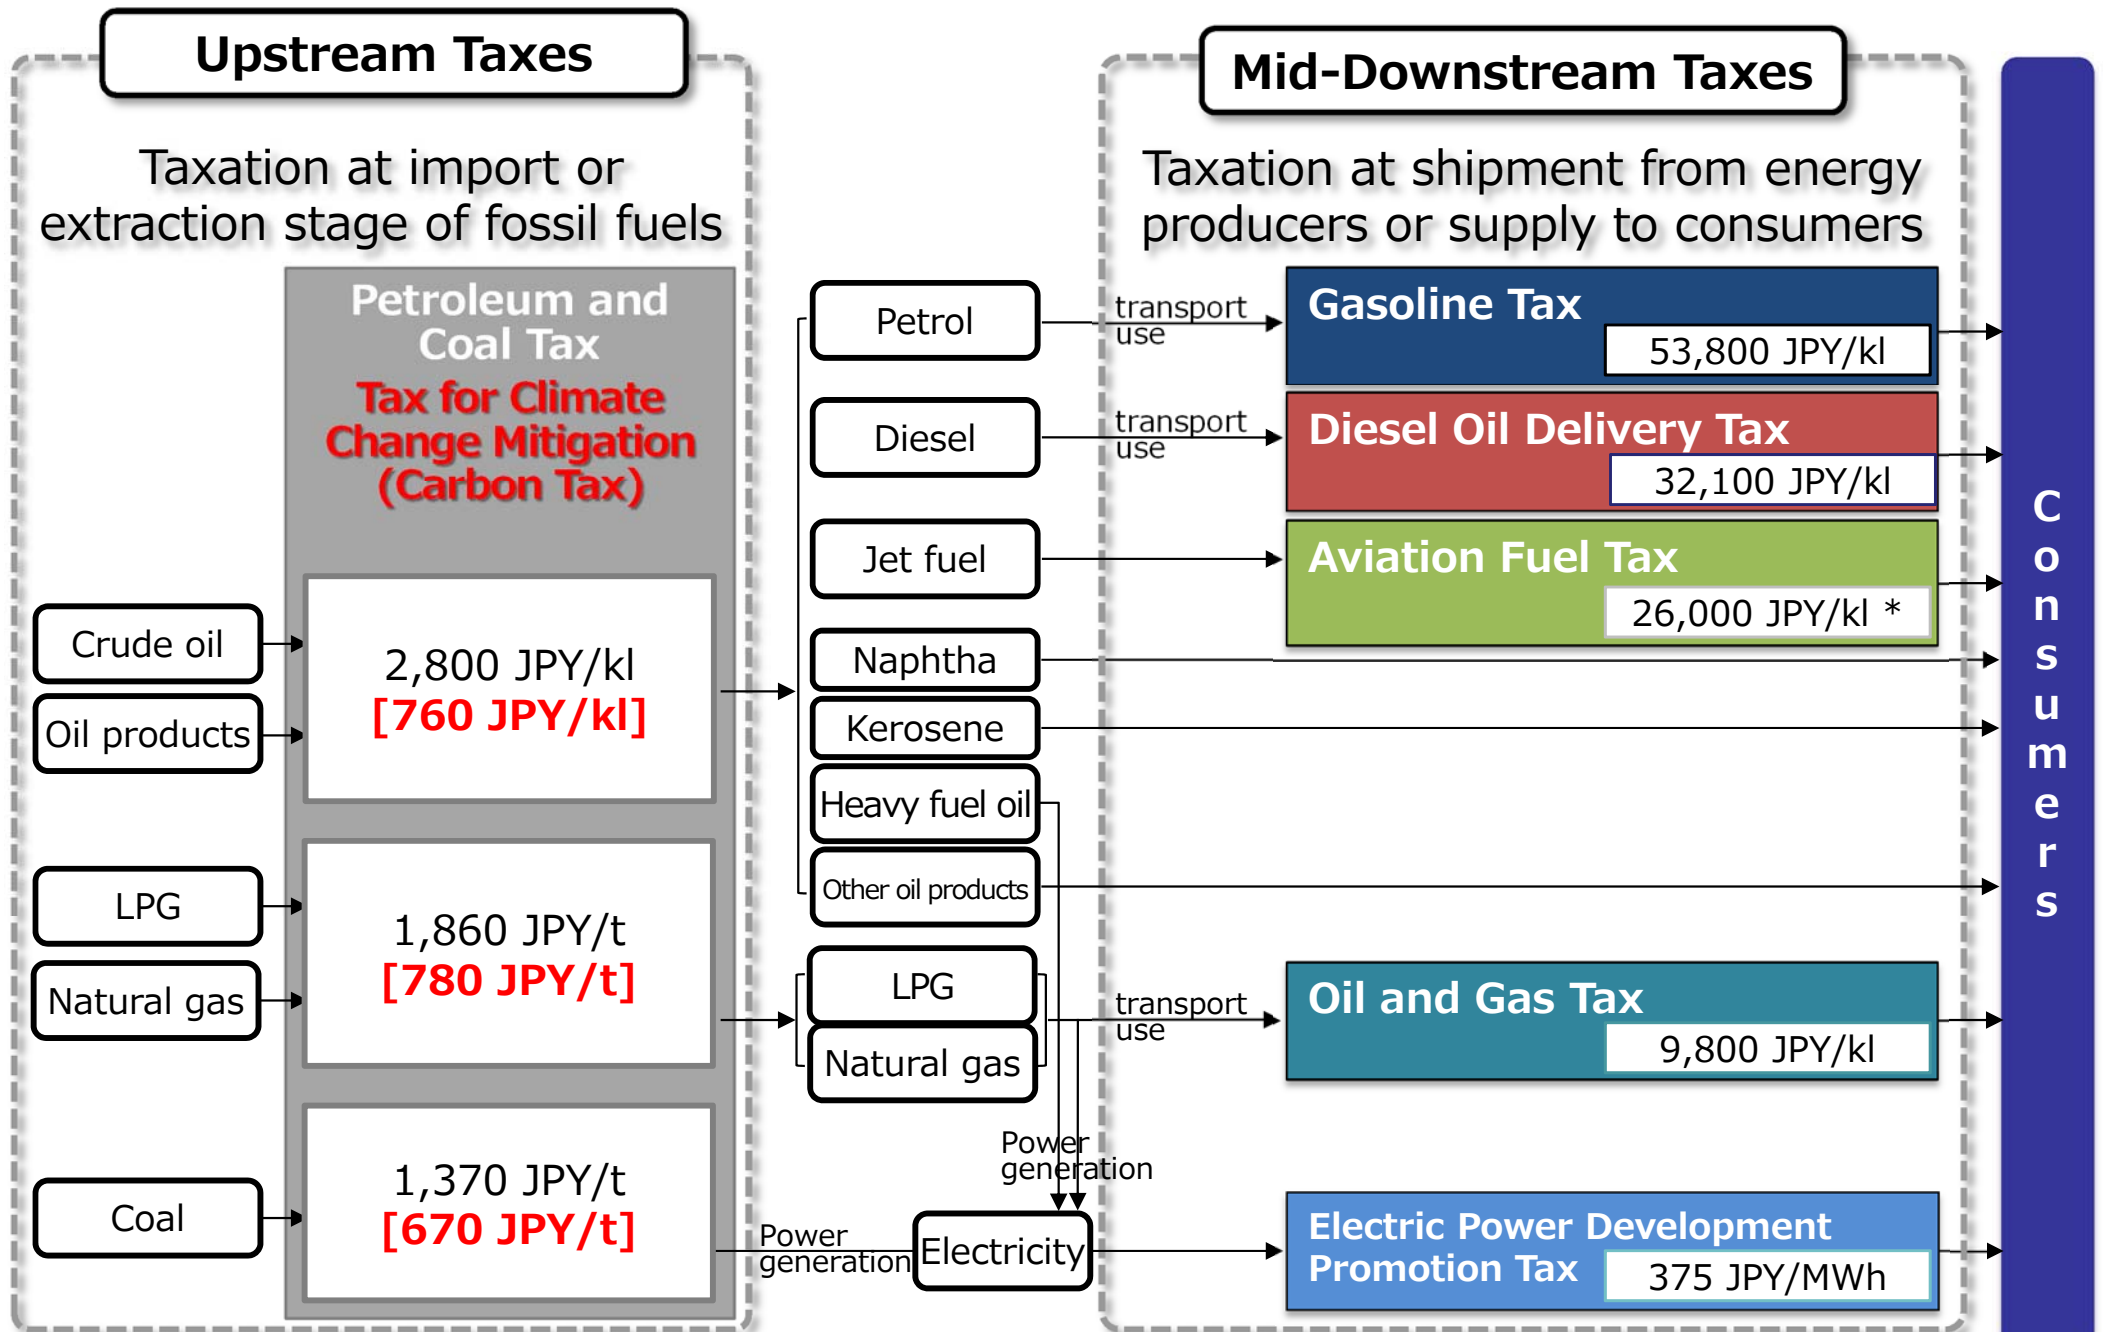 Upstream Taxes
Taxation at import or
extraction stage of fossil fuels
Petroleum and
Coal Tax
Tax for Climate
Change Mitigation
(Carbon Tax)
Crude oil
Oil products
2,800 JPY/kl
[760 JPY/kl]
LPG
Natural gas
1,860 JPY/t
[780 JPY/t]
Coal
1,370 JPY/t
[670 JPY/t]
Petrol
Diesel
Jet fuel
Naphtha
Kerosene
Heavy fuel oil
Other oil products
LPG
Natural gas
Power
generation
Power
generation
Electricity
Mid-Downstream Taxes
Taxation at shipment from energy
producers or supply to consumers
transport
use
Gasoline Tax
53,800 JPY/kl
transport
use
Diesel Oil Delivery Tax
32,100 JPY/kl
Aviation Fuel Tax
26,000 JPY/kl *
transport
use
Oil and Gas Tax
9,800 JPY/kl
Electric Power Development
Promotion Tax
375 JPY/MWh
Consumers